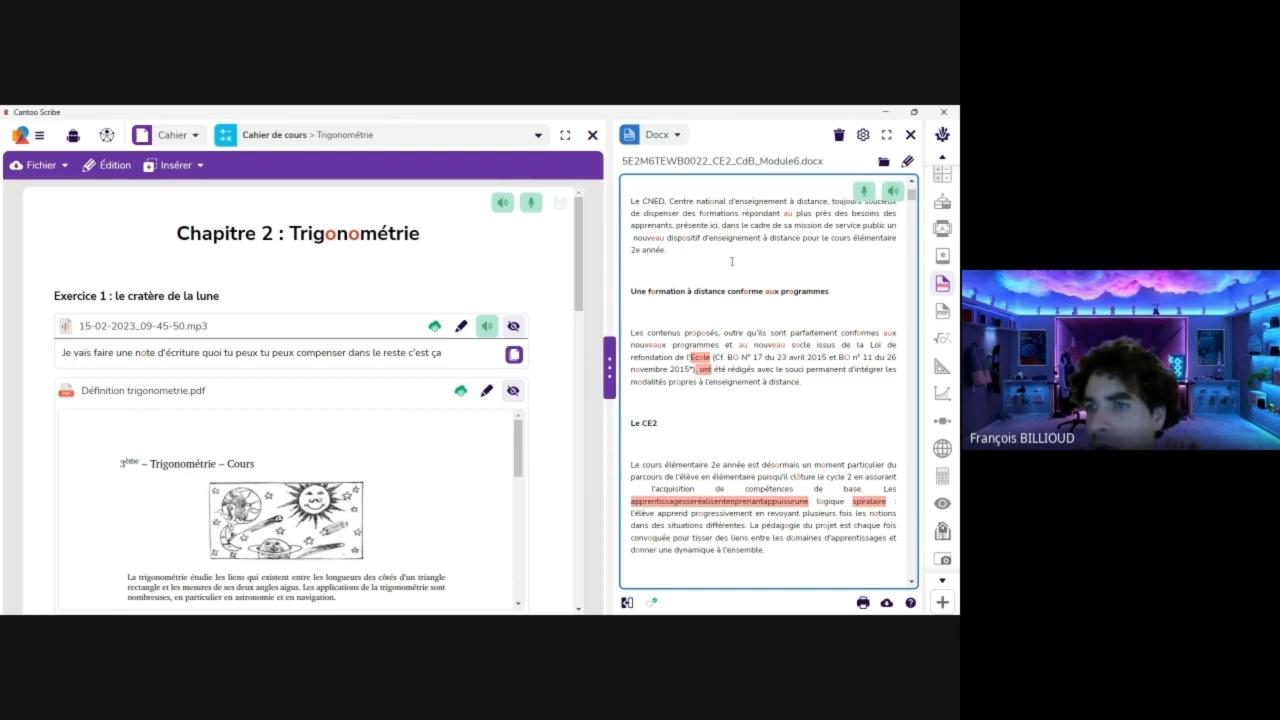 Cantoo Scribe
Cahier
Cahier de cours > Trigonométrie
Fichier
Édition
Insérer
Chapitre 2 : Trigonométrie
Exercice 1 : le cratère de la lune
15-02-2023_09-45-50.mp3
Je vais faire une note d'écriture quoi tu peux tu peux compenser dans le reste c'est ça
Définition trigonometrie.pdf
3ème – Trigonométrie – Cours
La trigonométrie étudie les liens qui existent entre les longueurs des côtés d'un triangle
rectangle et les mesures de ses deux angles aigus. Les applications de la trigonométrie sont
nombreuses, en particulier en astronomie et en navigation.
Docx
5E2M6TEWB0022_CE2_CdB_Module6.docx
Le CNED, Centre national d'enseignement à distance, toujours soucieux
de dispenser des formations répondant au plus près des besoins des
apprenants, présente ici, dans le cadre de sa mission de service public un
nouveau dispositif d'enseignement à distance pour le cours élémentaire
2e année.
Une formation à distance conforme aux programmes
Les contenus proposés, outre qu'ils sont parfaitement conformes aux
nouveaux programmes et au nouveau socle issus de la Loi de
refondation de l'Ecole (Cf. BO N° 17 du 23 avril 2015 et BO n° 11 du 26
novembre 2015*), ont été rédigés avec le souci permanent d'intégrer les
modalités propres à l'enseignement à distance.
Le CE2
Le cours élémentaire 2e année est désormais un moment particulier du
parcours de l'élève en élémentaire puisqu'il clôture le cycle 2 en assurant
l'acquisition de compétences de base. Les
apprentissagesseréalisentenprenantappuisurune logique spiralaire :
l'élève apprend progressivement en revoyant plusieurs fois les notions
dans des situations différentes. La pédagogie du projet est chaque fois
convoquée pour tisser des liens entre les domaines d'apprentissages et
donner une dynamique à l'ensemble.
François BILLIOUD